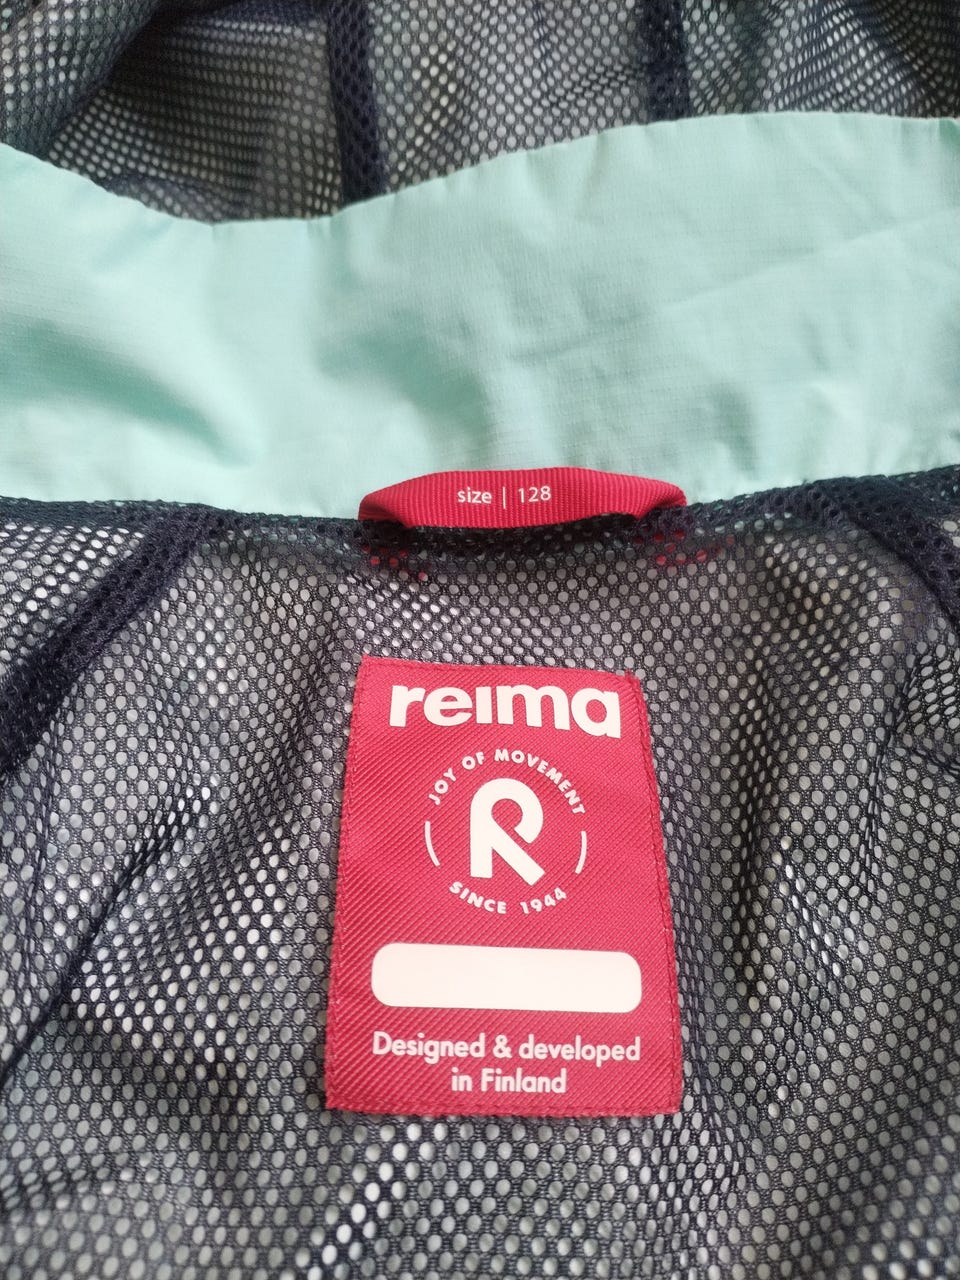 size | 128
reima
JOY OF MOVEMENT
R
SINCE 1944
Designed & developed
in Finland